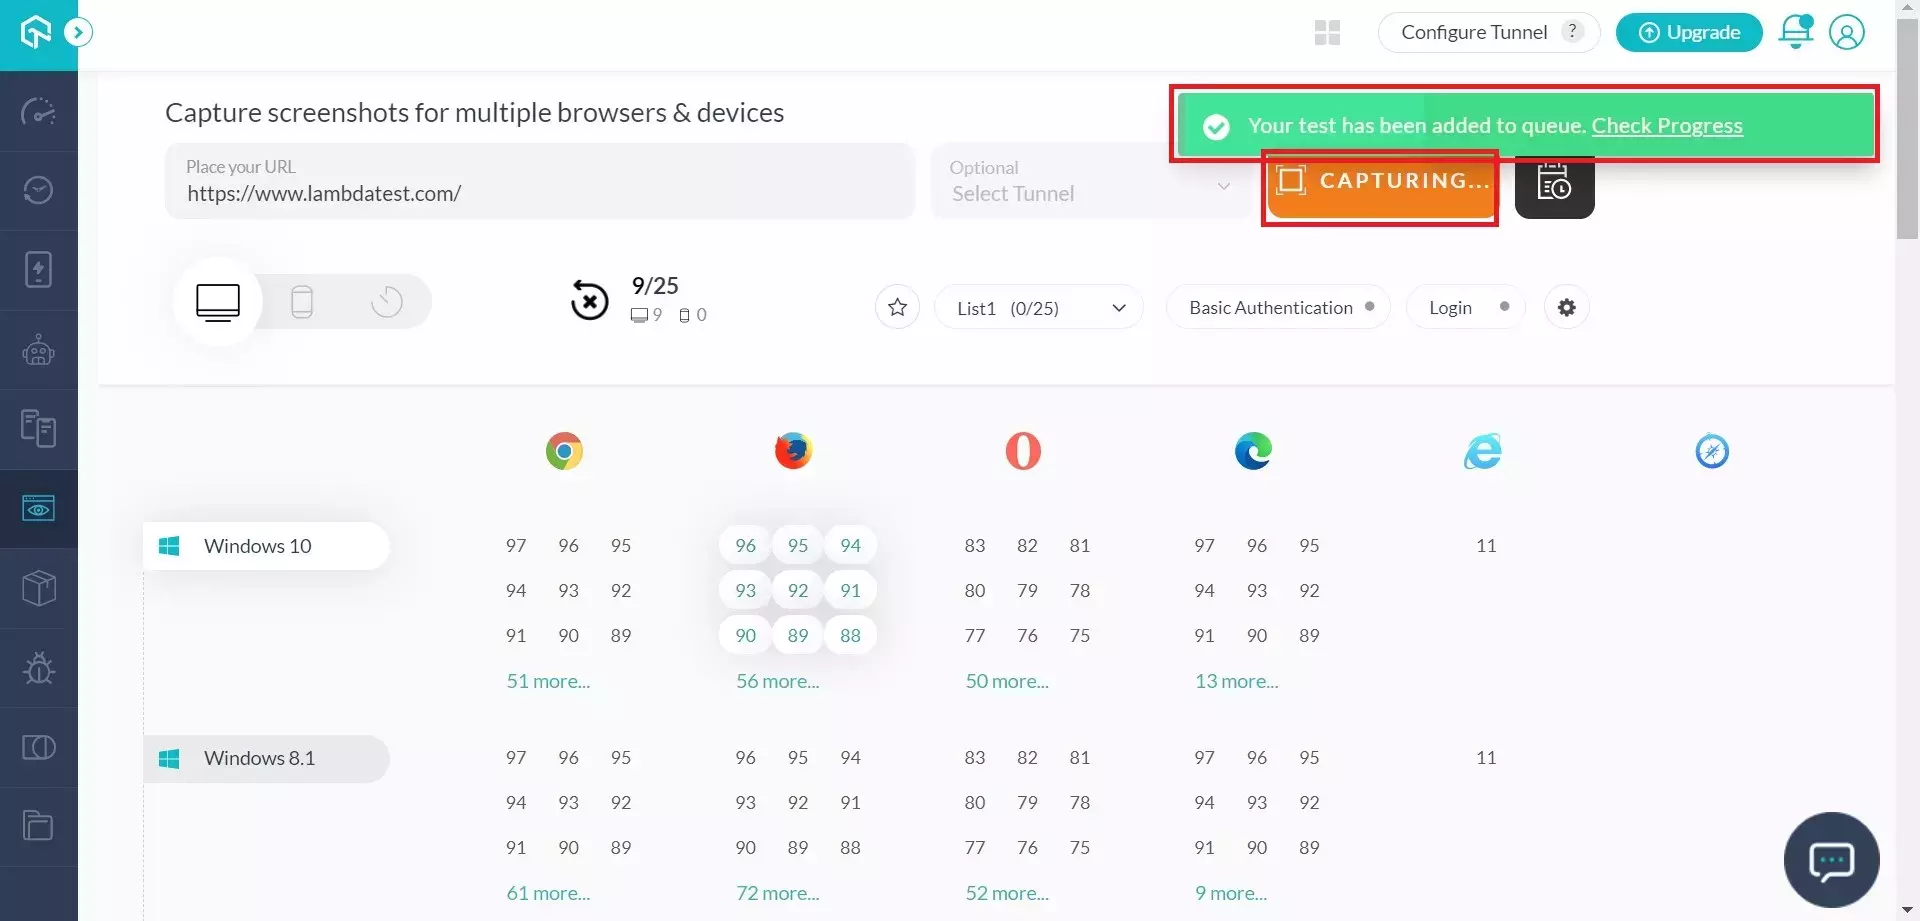 Configure Tunnel ? Upgrade
Capture screenshots for multiple browsers & devices
Your test has been added to queue. Check Progress
Place your URL
https://www.lambdatest.com/
Optional
Select Tunnel
CAPTURING...
9/25
9 0
List1 (0/25)
Basic Authentication
Login
Windows 10
97 96 95
94 93 92
91 90 89
51 more...
96 95 94
93 92 91
90 89 88
56 more...
83 82 81
80 79 78
77 76 75
50 more...
97 96 95
94 93 92
91 90 89
13 more...
11
Windows 8.1
97 96 95
94 93 92
91 90 89
61 more...
96 95 94
93 92 91
90 89 88
72 more...
83 82 81
80 79 78
77 76 75
52 more...
97 96 95
94 93 92
91 90 89
9 more...
11